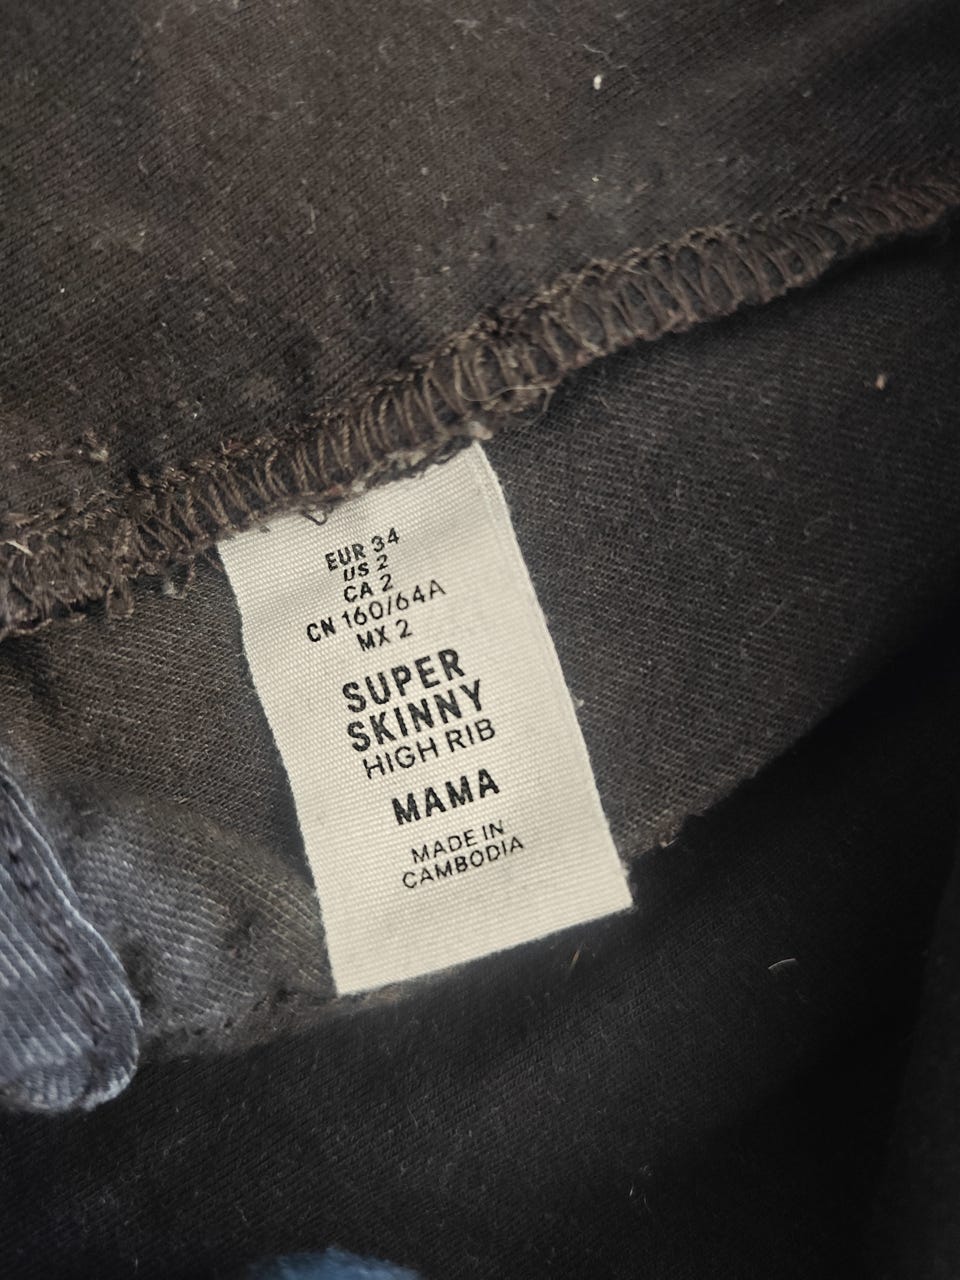 EUR 34
US 2
CA 2
CN 160/64A
MX 2
SUPER
SKINNY
HIGH RIB
MAMA
MADE IN
CAMBODIA